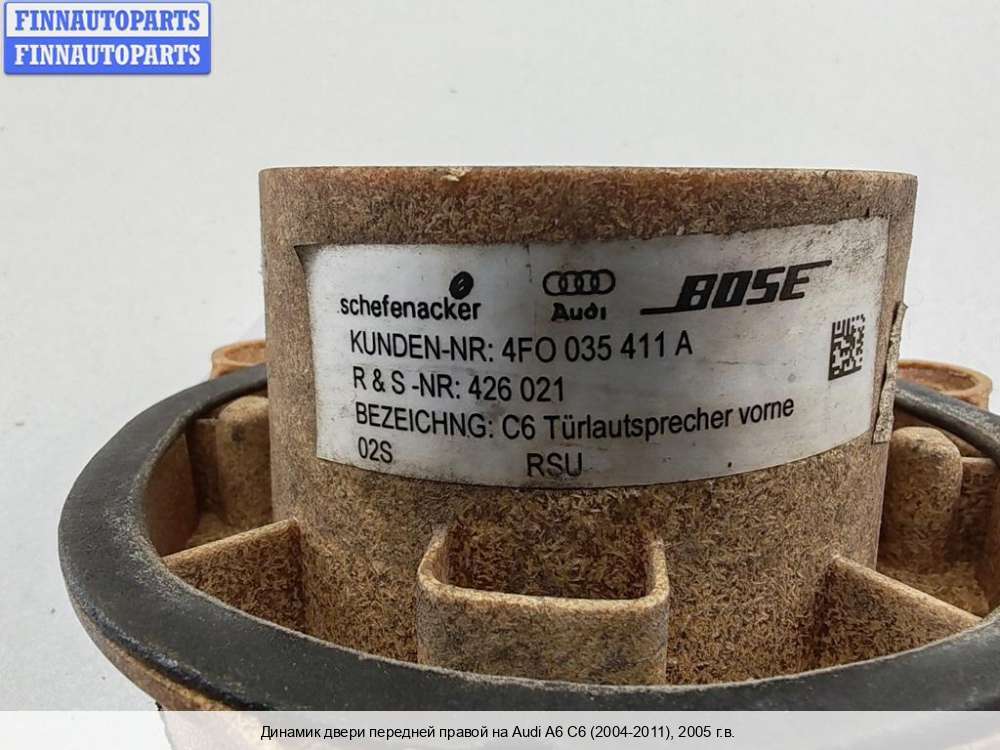 FINNAUTOPARTS
FINNAUTOPARTS
schefenacker
Audi
BOSE
KUNDEN-NR: 4FO 035 411 A
R & S -NR: 426 021
BEZEICHNG: C6 Türlautsprecher vorne
02S RSU
Динамик двери передней правой на Audi A6 C6 (2004-2011), 2005 г.в.